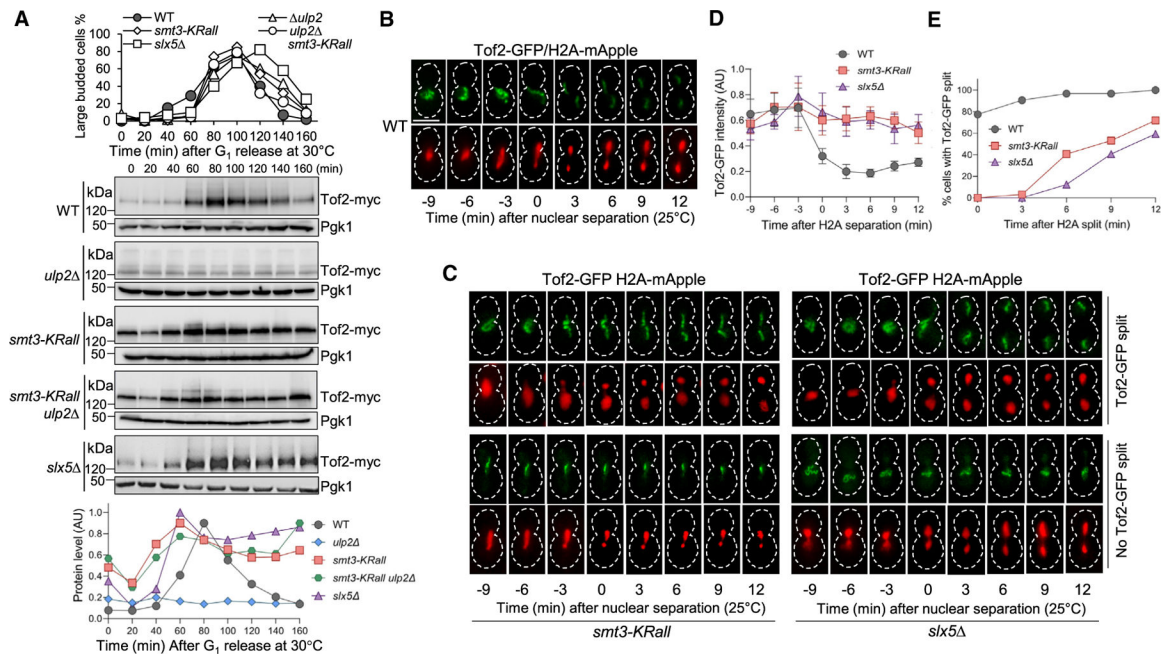 A
WT
smt3-KRall
slx5Δ
Δulp2
ulp2Δ
smt3-KRall
Large budded cells %
100
80
60
40
20
0
0 20 40 60 80 100 120 140 160
Time (min) after G1 release at 30°C
0 20 40 60 80 100 120 140 160 (min)
WT
kDa
120
Tof2-myc
50
Pgk1
ulp2Δ
kDa
120
Tof2-myc
50
Pgk1
smt3-KRall
kDa
120
Tof2-myc
50
Pgk1
smt3-KRall
ulp2Δ
kDa
120
Tof2-myc
50
Pgk1
slx5Δ
kDa
120
Tof2-myc
50
Pgk1
Protein level (AU)
1.0
0.8
0.6
0.4
0.2
0.0
0 20 40 60 80 100 120 140 160
WT
ulp2Δ
smt3-KRall
smt3-KRall ulp2Δ
slx5Δ
Time (min) After G1 release at 30°C
B
Tof2-GFP/H2A-mApple
WT
-9 -6 -3 0 3 6 9 12
Time (min) after nuclear separation (25°C)
C
Tof2-GFP H2A-mApple
Tof2-GFP H2A-mApple
Tof2-GFP split
No Tof2-GFP split
-9 -6 -3 0 3 6 9 12
-9 -6 -3 0 3 6 9 12
Time (min) after nuclear separation (25°C)
Time (min) after nuclear separation (25°C)
smt3-KRall
slx5Δ
D
WT
smt3-KRall
slx5Δ
Tof2-GFP intensity (AU)
1.0
0.8
0.6
0.4
0.2
0.0
-9 -6 -3 0 3 6 9 12
Time after H2A separation (min)
E
% cells with Tof2-GFP split
100
80
60
40
20
0
WT
smt3-KRall
slx5Δ
0 3 6 9 12
Time after H2A split (min)